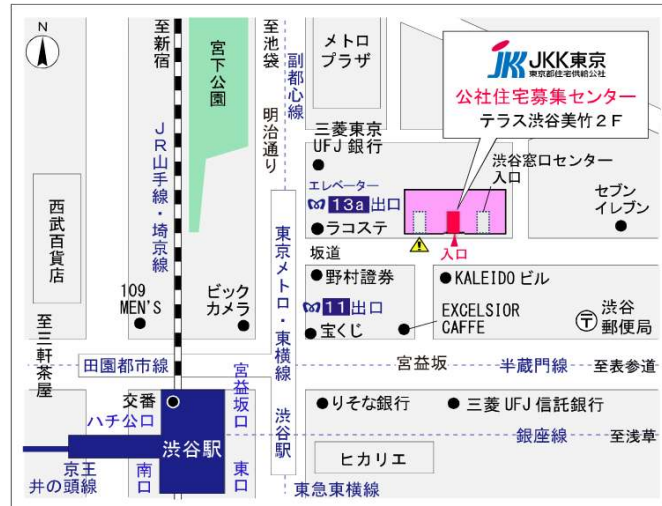 N
至新宿
宮下公園
至池袋
明治通り
副都心線
メトロ
プラザ
JKK東京
東京都住宅供給公社
公社住宅募集センター
テラス渋谷美竹2F
JR山手線・埼京線
三菱東京
UFJ銀行
エレベーター
13a出口
ラコステ
渋谷窓口センター
入口
セブン
イレブン
入口
坂道
西武百貨店
109
MEN'S
ビック
カメラ
東京メトロ・東横線
渋谷駅
野村證券
11出口
宝くじ
KALEIDOビル
EXCELSIOR
CAFFE
渋谷
郵便局
至三軒茶屋
田園都市線
宮益坂
半蔵門線
至表参道
交番
ハチ公口
宮益坂口
りそな銀行
三菱UFJ信託銀行
渋谷駅
銀座線
至浅草
京王
井の頭線
南口
東口
ヒカリエ
東急東横線